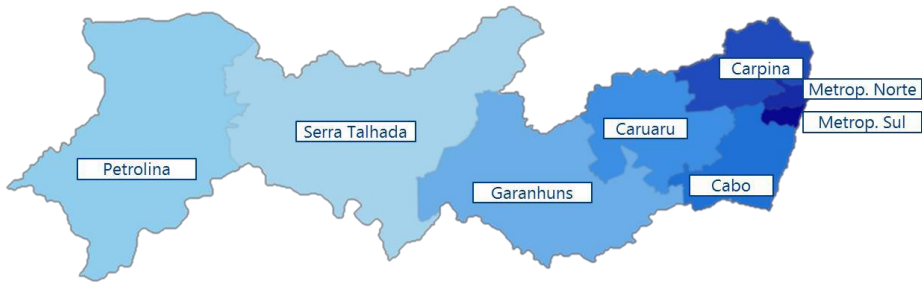 Carpina
Metrop. Norte
Metrop. Sul
Serra Talhada
Caruaru
Petrolina
Garanhuns
Cabo